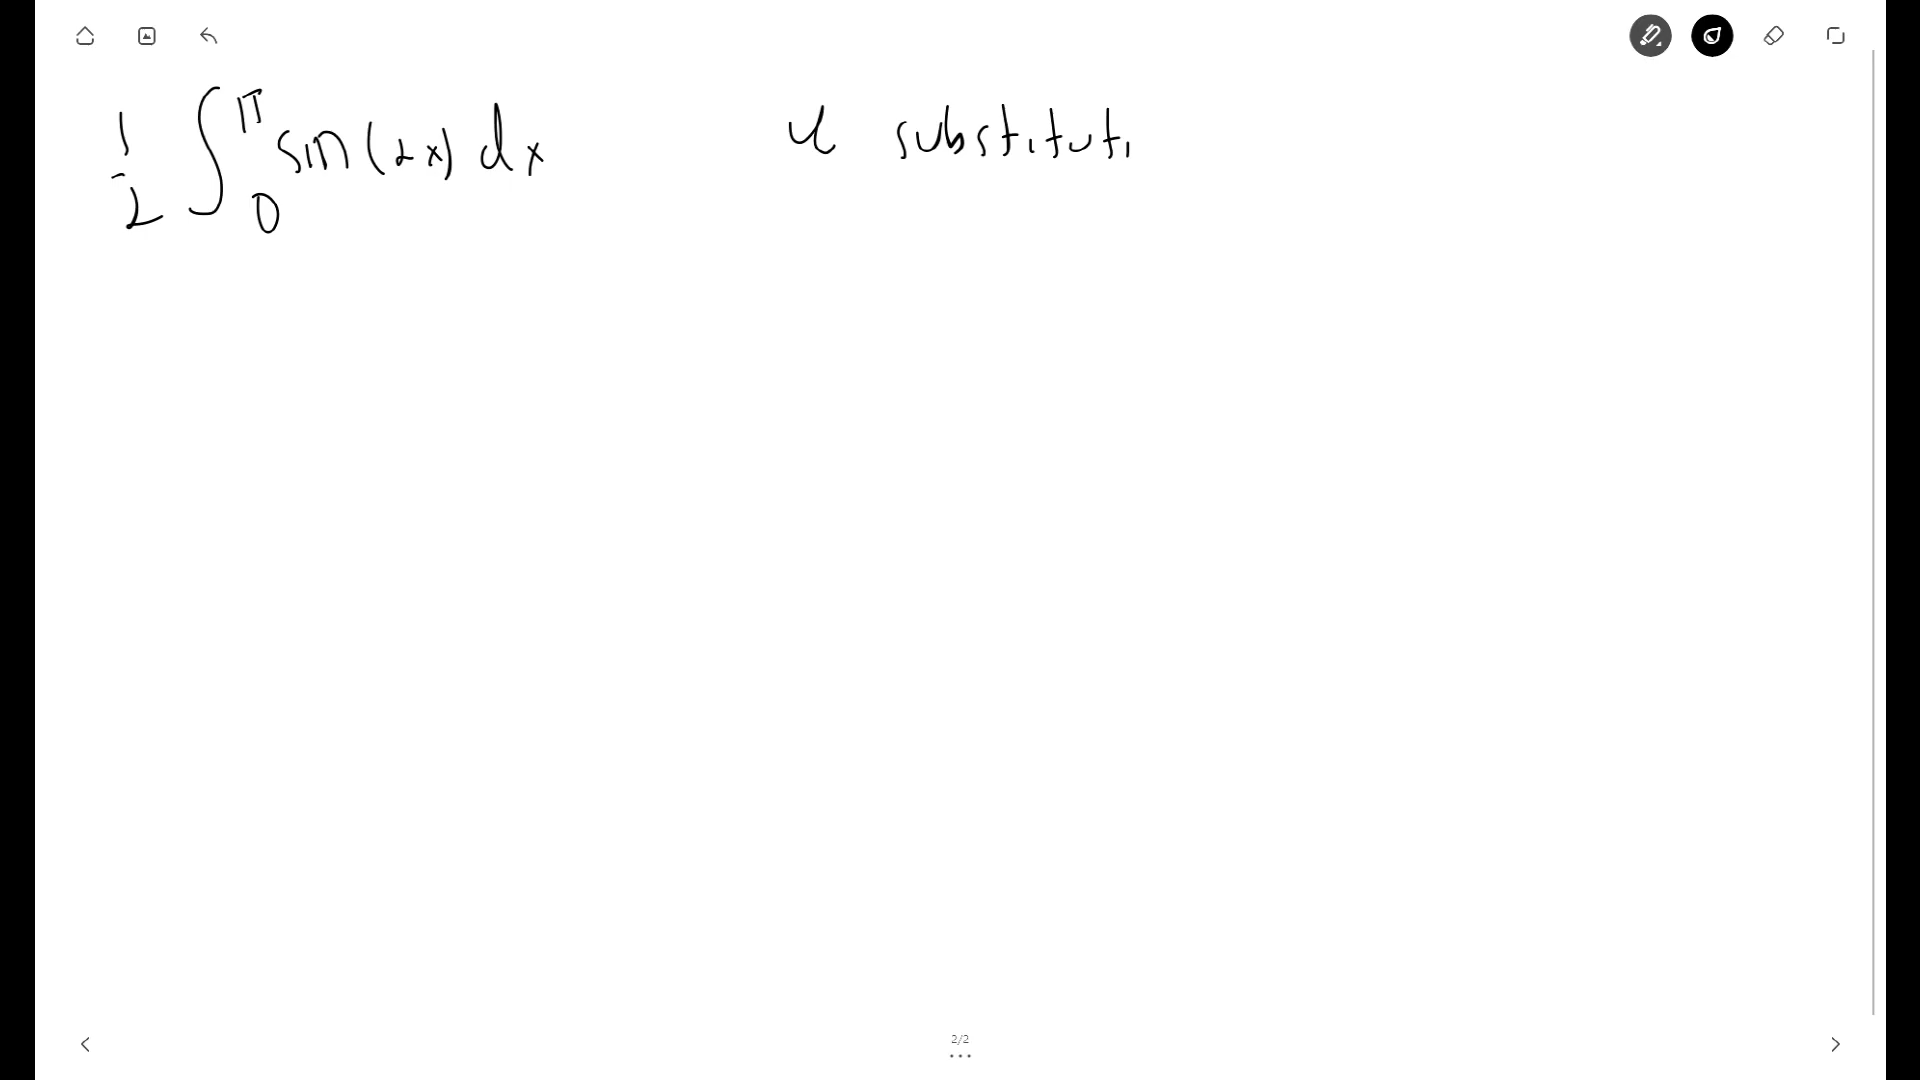 1/2 ∫₀^π sin(2x) dx u substituti
2/2